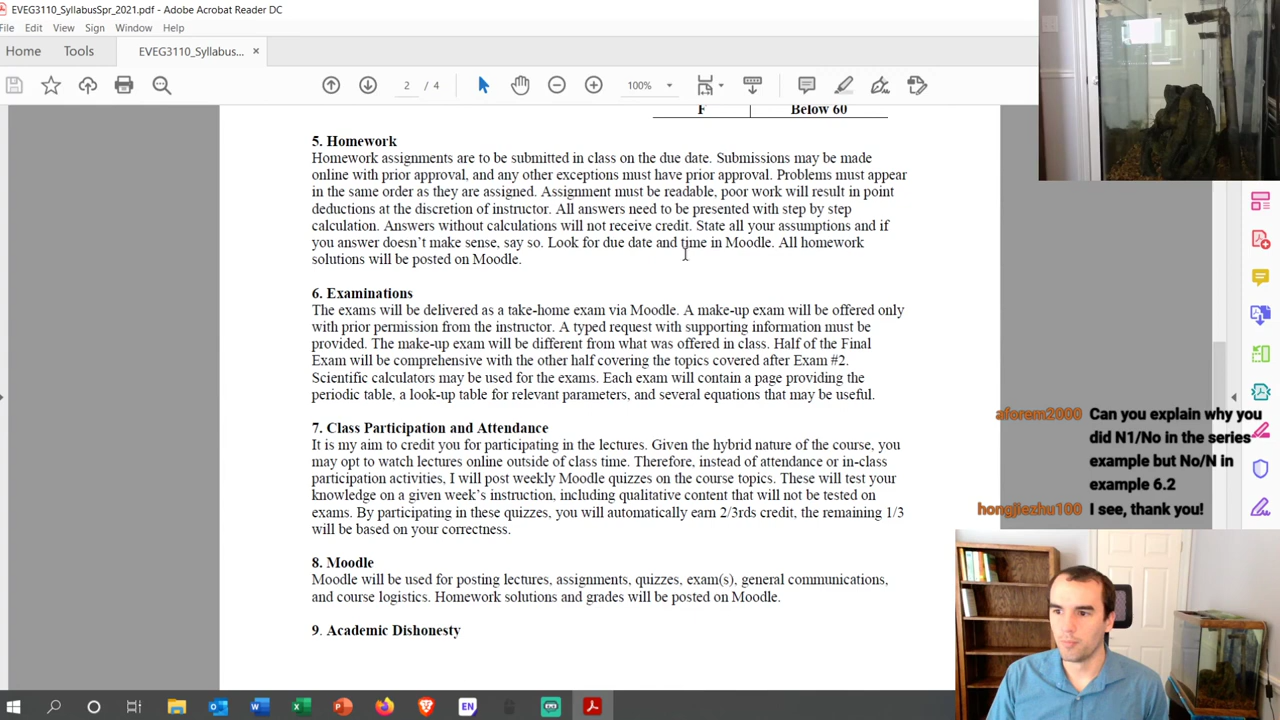 EVEG3110_SyllabusSpr_2021.pdf - Adobe Acrobat Reader DC
File Edit View Sign Window Help
Home Tools EVEG3110_Syllabus... ×
2 / 4 100%
F Below 60
5. Homework
Homework assignments are to be submitted in class on the due date. Submissions may be made
online with prior approval, and any other exceptions must have prior approval. Problems must appear
in the same order as they are assigned. Assignment must be readable, poor work will result in point
deductions at the discretion of instructor. All answers need to be presented with step by step
calculation. Answers without calculations will not receive credit. State all your assumptions and if
you answer doesn't make sense, say so. Look for due date and time in Moodle. All homework
solutions will be posted on Moodle.
6. Examinations
The exams will be delivered as a take-home exam via Moodle. A make-up exam will be offered only
with prior permission from the instructor. A typed request with supporting information must be
provided. The make-up exam will be different from what was offered in class. Half of the Final
Exam will be comprehensive with the other half covering the topics covered after Exam #2.
Scientific calculators may be used for the exams. Each exam will contain a page providing the
periodic table, a look-up table for relevant parameters, and several equations that may be useful.
7. Class Participation and Attendance
It is my aim to credit you for participating in the lectures. Given the hybrid nature of the course, you
may opt to watch lectures online outside of class time. Therefore, instead of attendance or in-class
participation activities, I will post weekly Moodle quizzes on the course topics. These will test your
knowledge on a given week's instruction, including qualitative content that will not be tested on
exams. By participating in these quizzes, you will automatically earn 2/3rds credit, the remaining 1/3
will be based on your correctness.
8. Moodle
Moodle will be used for posting lectures, assignments, quizzes, exam(s), general communications,
and course logistics. Homework solutions and grades will be posted on Moodle.
9. Academic Dishonesty
aforem2000 Can you explain why you
did N1/No in the series
example but No/N in
example 6.2
hongjiezhu100 I see, thank you!
EN